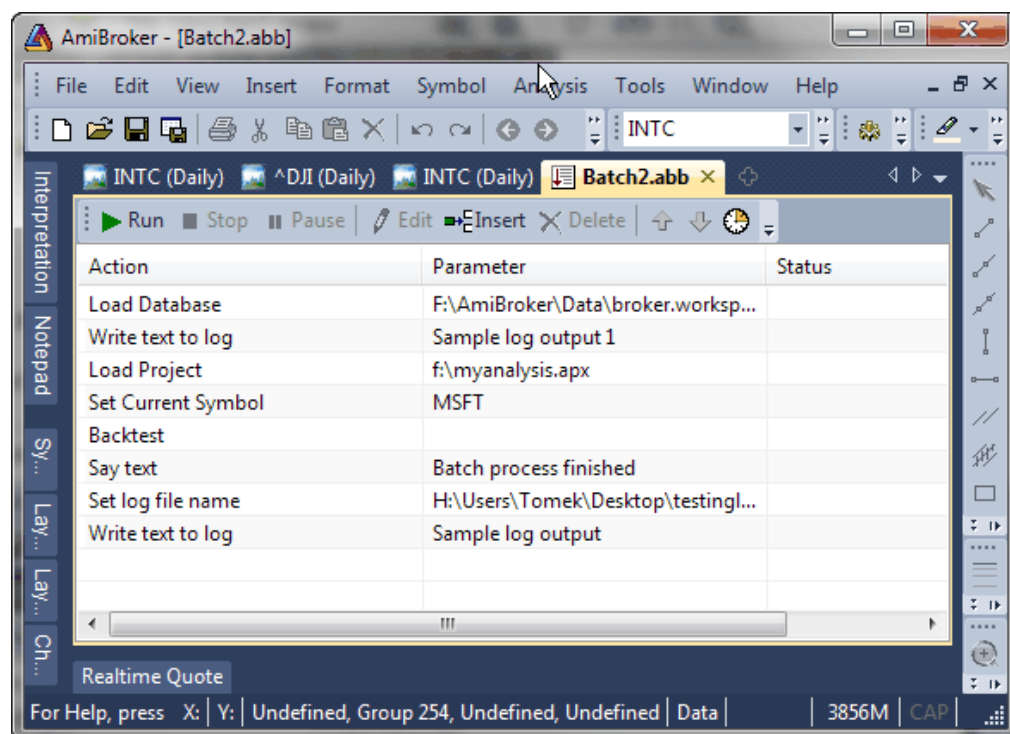 AmiBroker - [Batch2.abb]
File Edit View Insert Format Symbol Analysis Tools Window Help
INTC
INTC (Daily) ^DJI (Daily) INTC (Daily) Batch2.abb
Run Stop Pause Edit Insert Delete
Action Parameter Status
Load Database F:\AmiBroker\Data\broker.worksp...
Write text to log Sample log output 1
Load Project f:\myanalysis.apx
Set Current Symbol MSFT
Backtest
Say text Batch process finished
Set log file name H:\Users\Tomek\Desktop\testingl...
Write text to log Sample log output
Interpretation
Notepad
Sy...
Lay...
Lay...
Ch...
Realtime Quote
For Help, press X: Y: Undefined, Group 254, Undefined, Undefined Data 3856M CAP